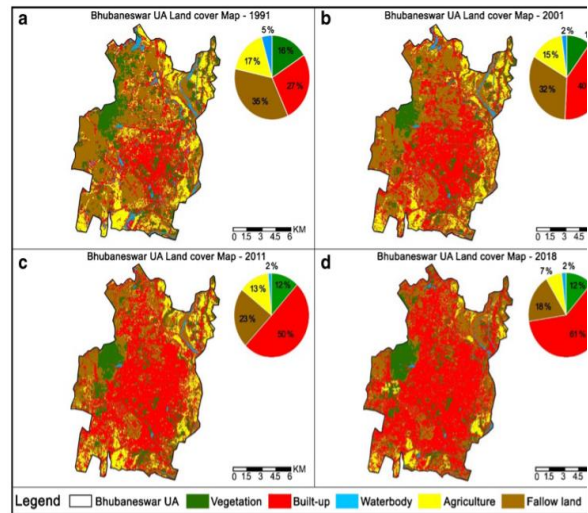 a Bhubaneswar UA Land cover Map - 1991
5 %
16 %
17 %
27 %
35 %
0 1.5 3 4.5 6 KM
b Bhubaneswar UA Land cover Map - 2001
2 %
15 %
32 %
40
0 1.5 3 4.5
c Bhubaneswar UA Land cover Map - 2011
2 %
13 %
12 %
23 %
50 %
0 1.5 3 4.5 6 KM
d Bhubaneswar UA Land cover Map - 2018
2 %
7 %
12 %
18 %
61 %
0 1.5 3 4.5
Legend Bhubaneswar UA Vegetation Built-up Waterbody Agriculture Fallow land